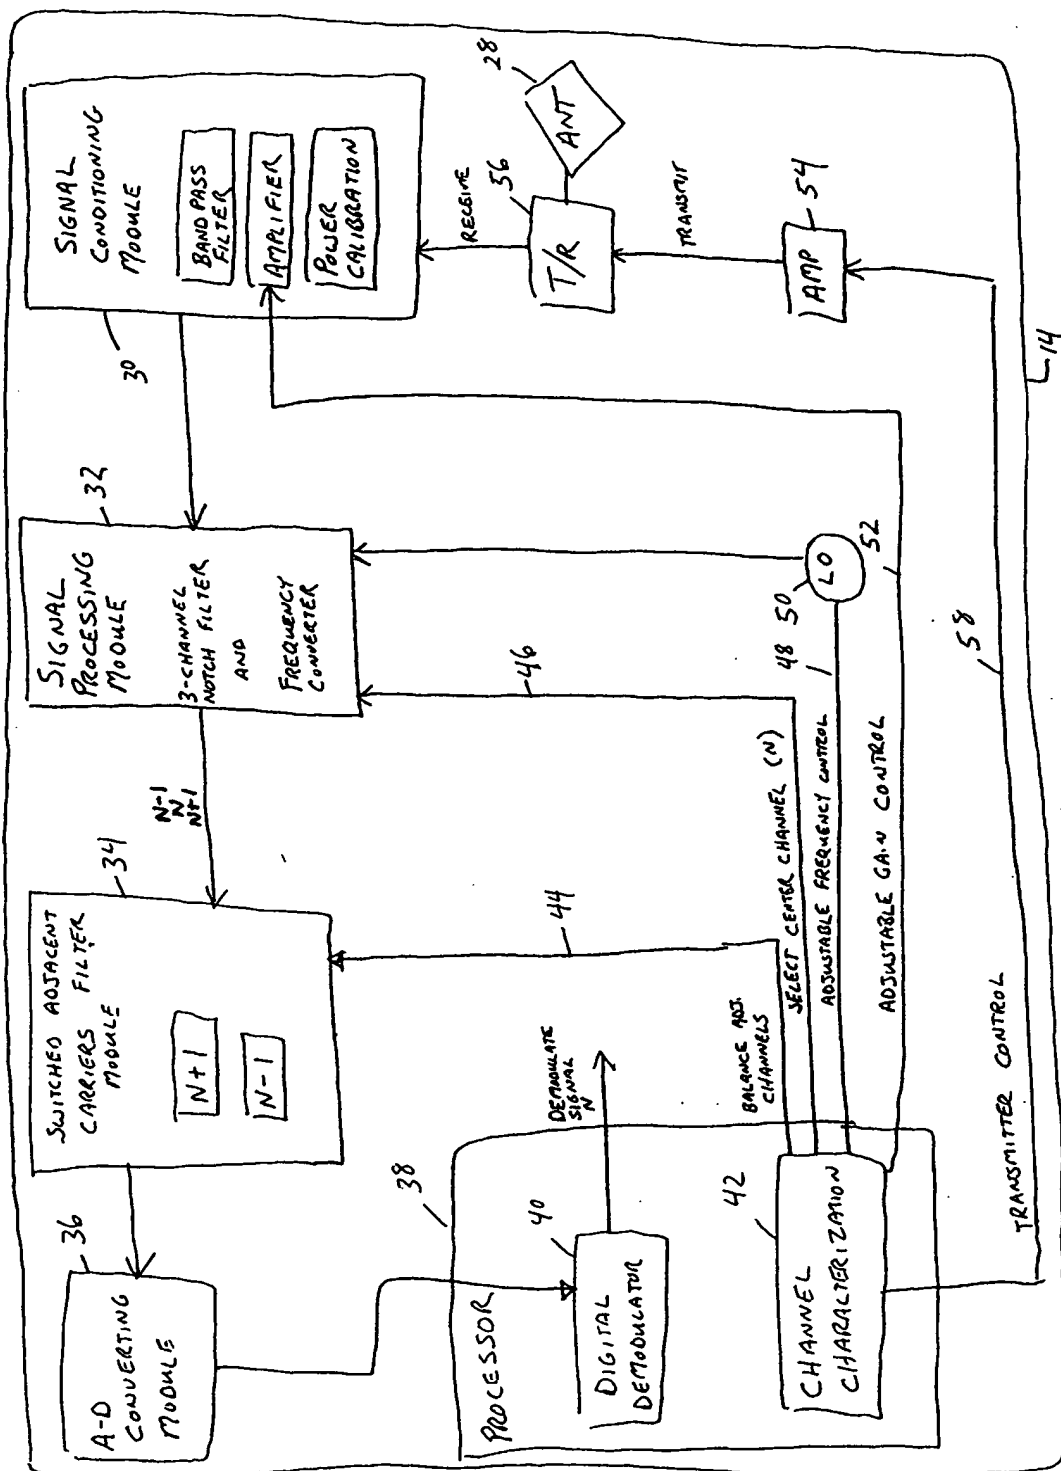 SIGNAL
CONDITIONING
MODULE
BANDPASS
FILTER
AMPLIFIER
POWER
CALIBRATION
30
SIGNAL
PROCESSING
MODULE
3-CHANNEL
NOTCH FILTER
AND
FREQUENCY
CONVERTER
32
N-1
N
N+1
SWITCHED ADJACENT
CARRIERS FILTER
MODULE
N+1
N-1
34
A-D
CONVERTING
MODULE
36
RECEIVE
T/R
56
ANT
28
TRANSMIT
AMP
54
LO
50
52
46
44
PROCESSOR
38
DIGITAL
DEMODULATOR
40
DEMODULATE
SIGNAL
N
CHANNEL
CHARALTERIZATION
42
BALANCE ADJ.
CHANNELS
SELECT CENTER CHANNEL (N)
ADJUSTABLE FREQUENCY CONTROL
48
ADJUSTABLE GAIN CONTROL
TRANSMITTER CONTROL
58
14